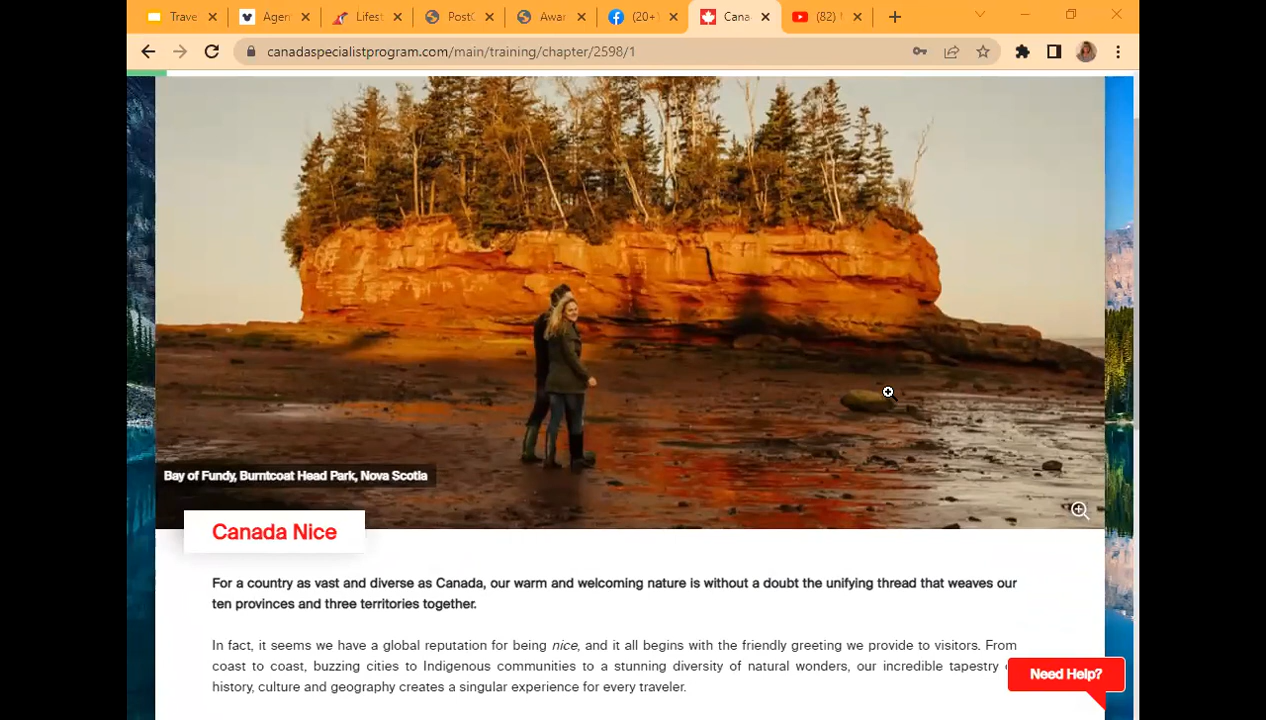 Trave
Agen
Lifest
PostC
Awar
(20+
Cana
(82)
canadaspecialistprogram.com/main/training/chapter/2598/1
Bay of Fundy, Burntcoat Head Park, Nova Scotia
Canada Nice
For a country as vast and diverse as Canada, our warm and welcoming nature is without a doubt the unifying thread that weaves our
ten provinces and three territories together.
In fact, it seems we have a global reputation for being nice, and it all begins with the friendly greeting we provide to visitors. From
coast to coast, buzzing cities to Indigenous communities to a stunning diversity of natural wonders, our incredible tapestry
history, culture and geography creates a singular experience for every traveler.
Need Help?